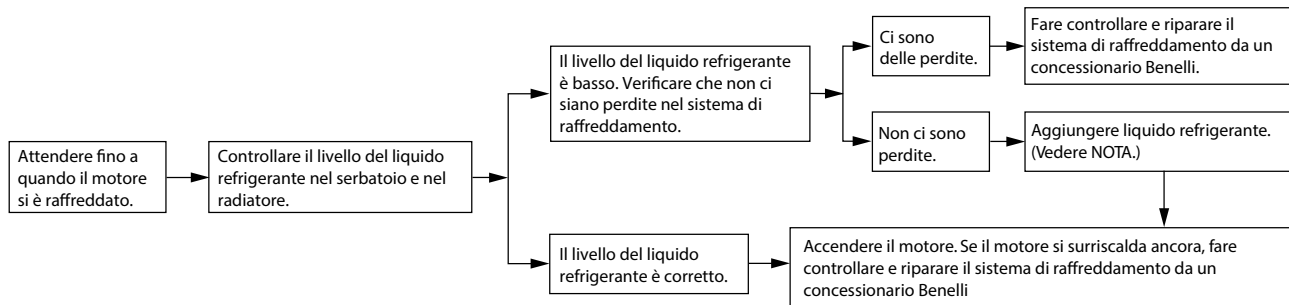 Attendere fino a
quando il motore
si è raffreddato.
Controllare il livello del liquido
refrigerante nel serbatoio e nel
radiatore.
Il livello del liquido refrigerante
è basso. Verificare che non ci
siano perdite nel sistema di
raffreddamento.
Ci sono
delle perdite.
Fare controllare e riparare il
sistema di raffreddamento da un
concessionario Benelli.
Non ci sono
perdite.
Aggiungere liquido refrigerante.
(Vedere NOTA.)
Il livello del liquido
refrigerante è corretto.
Accendere il motore. Se il motore si surriscalda ancora, fare
controllare e riparare il sistema di raffreddamento da un
concessionario Benelli